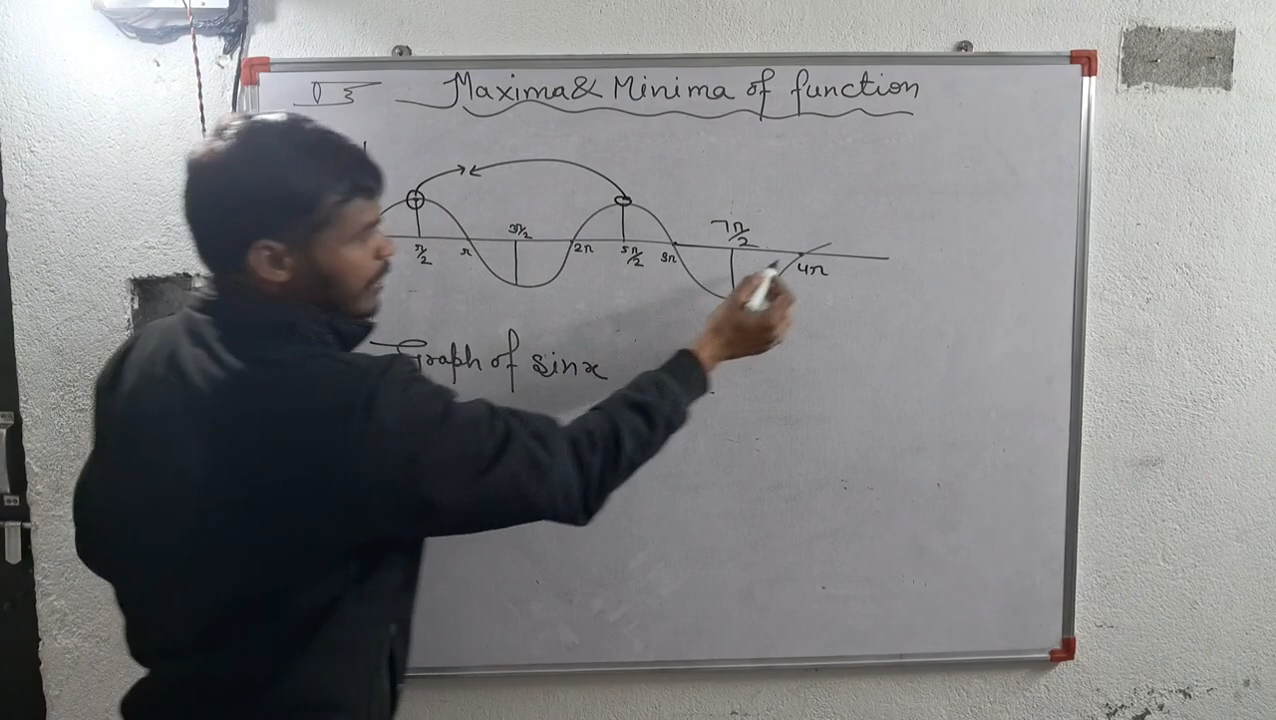 Maxima & Minima of function
π/2 π 3π/2 2π 5π/2 3π 7π/2 4π
Graph of sinx